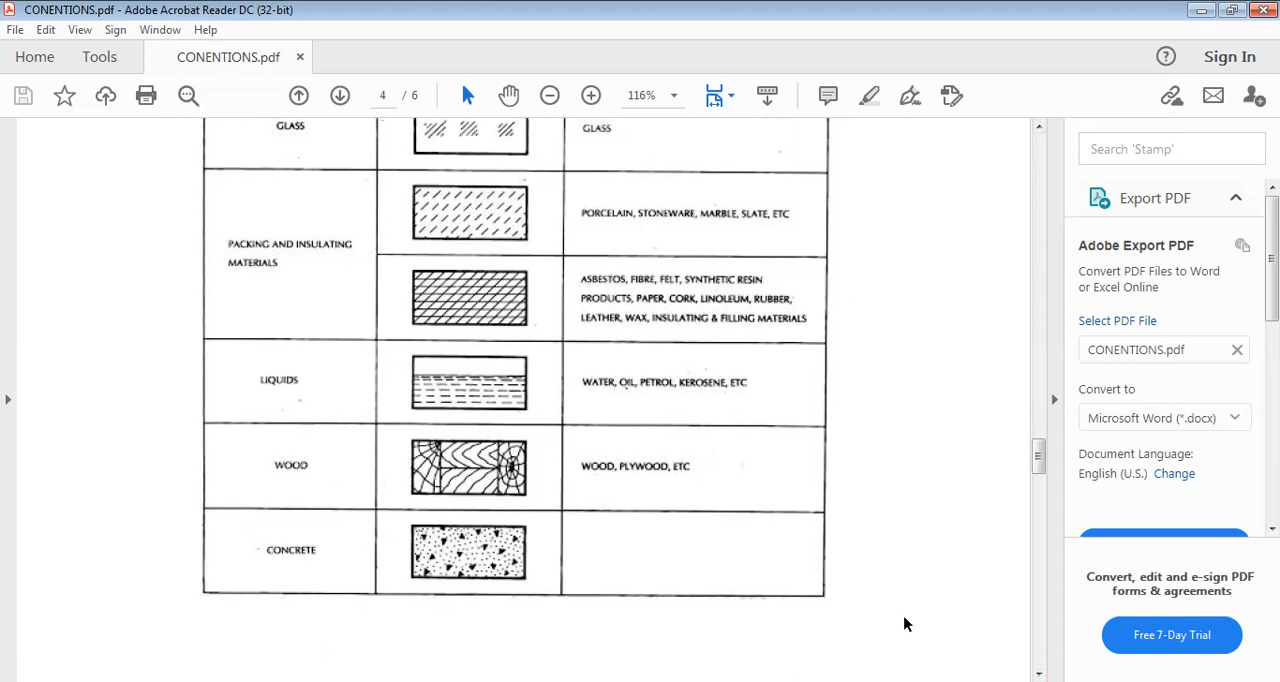 CONENTIONS.pdf - Adobe Acrobat Reader DC (32-bit)
File Edit View Sign Window Help
Home Tools CONENTIONS.pdf × Sign In
4 / 6 116%
GLASS GLASS
PACKING AND INSULATING
MATERIALS
PORCELAIN, STONEWARE, MARBLE, SLATE, ETC
ASBESTOS, FIBRE, FELT, SYNTHETIC RESIN
PRODUCTS, PAPER, CORK, LINOLEUM, RUBBER,
LEATHER, WAX, INSULATING & FILLING MATERIALS
LIQUIDS WATER, OIL, PETROL, KEROSENE, ETC
WOOD WOOD, PLYWOOD, ETC
CONCRETE
Search 'Stamp'
Export PDF
Adobe Export PDF
Convert PDF Files to Word
or Excel Online
Select PDF File
CONENTIONS.pdf
Convert to
Microsoft Word (*.docx)
Document Language:
English (U.S.) Change
Convert, edit and e-sign PDF
forms & agreements
Free 7-Day Trial